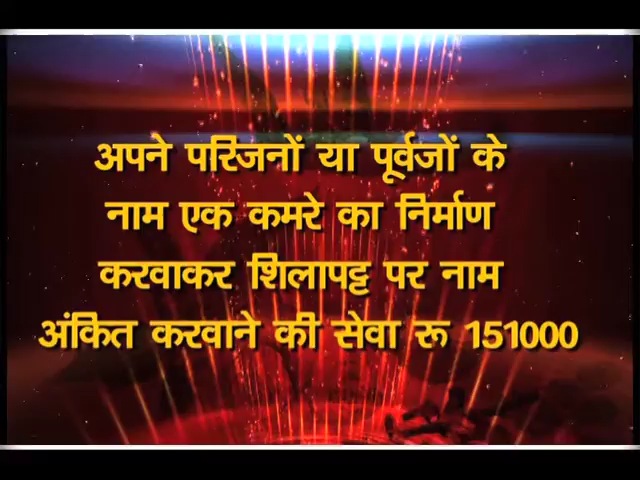 अपने परिजनों या पूर्वजों के
नाम एक कमरे का निर्माण
करवाकर शिलापट्ट पर नाम
अंकित करवाने की सेवा रू 151000